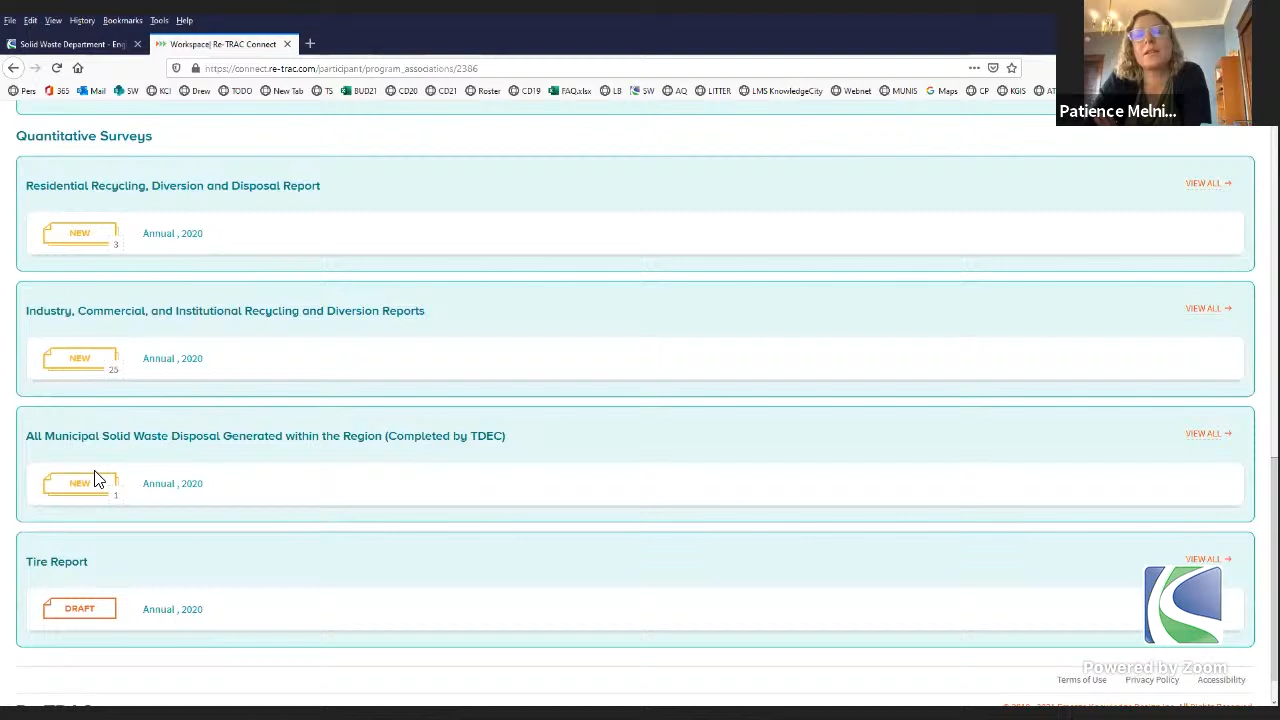 File Edit View History Bookmarks Tools Help
Solid Waste Department - Eng
Workspace| Re-TRAC Connect
https://connect.re-trac.com/participant/program_associations/2386
Pers 365 Mail SW KCI Drew TODO New Tab TS BUD21 CD20 CD21 Roster CD19 FAQ.xlsx LB SW AQ LITTER LMS KnowledgeCity Webnet MUNIS Maps CP KGIS AT
Patience Melni...
Quantitative Surveys
Residential Recycling, Diversion and Disposal Report
VIEW ALL →
NEW 3 Annual , 2020
Industry, Commercial, and Institutional Recycling and Diversion Reports
VIEW ALL →
NEW 25 Annual , 2020
All Municipal Solid Waste Disposal Generated within the Region (Completed by TDEC)
VIEW ALL →
NEW 1 Annual , 2020
Tire Report
VIEW ALL →
DRAFT Annual , 2020
Powered by Zoom
Terms of Use Privacy Policy Accessibility